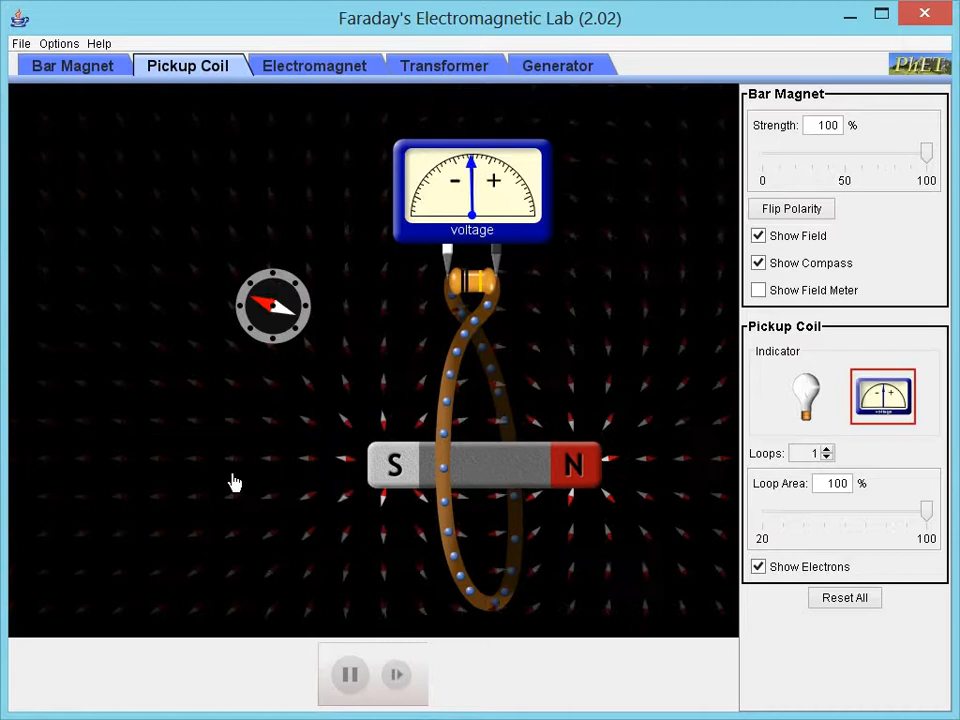 Faraday's Electromagnetic Lab (2.02)
File Options Help
Bar Magnet Pickup Coil Electromagnet Transformer Generator PhET
Bar Magnet
Strength: 100 %
0 50 100
Flip Polarity
Show Field
Show Compass
Show Field Meter
- +
voltage
Pickup Coil
Indicator
- +
voltage
Loops: 1
Loop Area: 100 %
20 100
Show Electrons
Reset All
S N